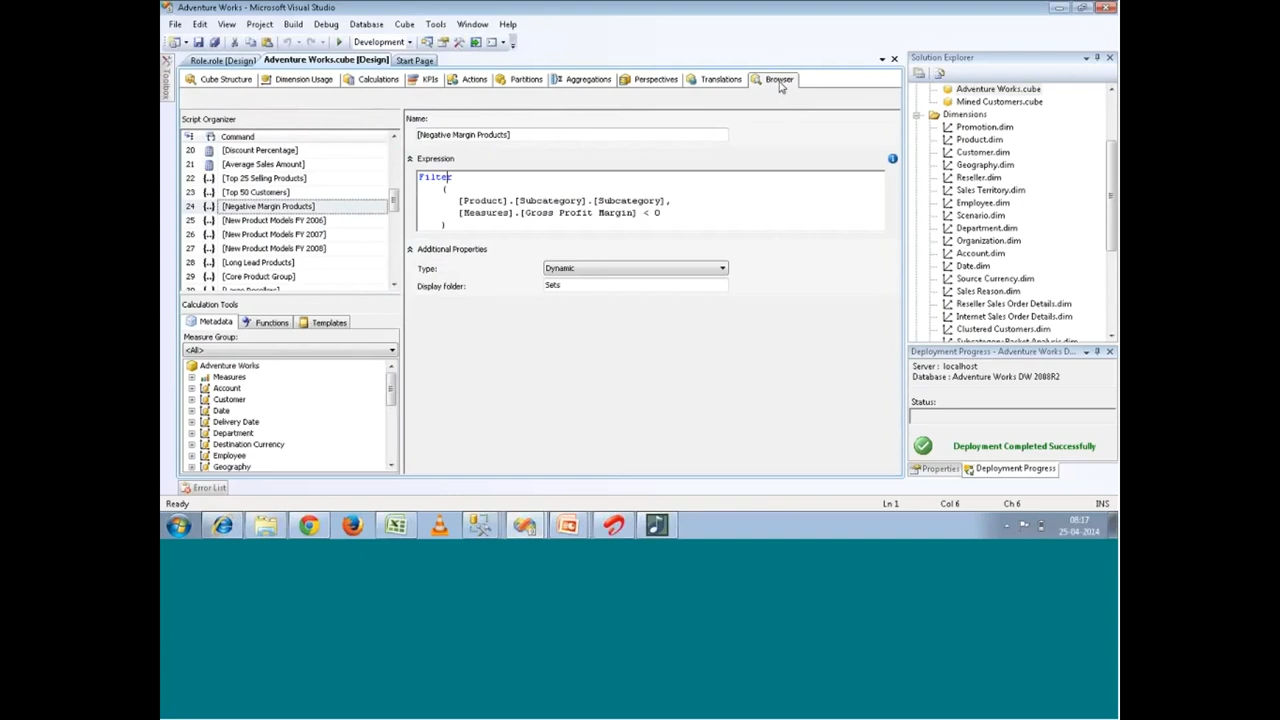 Adventure Works - Microsoft Visual Studio
File Edit View Project Build Debug Database Cube Tools Window Help
Development
Toolbox
Role.role [Design] Adventure Works.cube [Design] Start Page
Cube Structure Dimension Usage Calculations KPIs Actions Partitions Aggregations Perspectives Translations Browser
Script Organizer
Command
20 [Discount Percentage]
21 [Average Sales Amount]
22 [Top 25 Selling Products]
23 [Top 50 Customers]
24 [Negative Margin Products]
25 [New Product Models FY 2006]
26 [New Product Models FY 2007]
27 [New Product Models FY 2008]
28 [Long Lead Products]
29 [Core Product Group]
Calculation Tools
Metadata Functions Templates
Measure Group:
<All>
Adventure Works
Measures
Account
Customer
Date
Delivery Date
Department
Destination Currency
Employee
Geography
Name:
[Negative Margin Products]
Expression
Filter
(
[Product].[Subcategory].[Subcategory],
[Measures].[Gross Profit Margin] < 0
)
Additional Properties
Type: Dynamic
Display folder: Sets
Solution Explorer
Adventure Works.cube
Mined Customers.cube
Dimensions
Promotion.dim
Product.dim
Customer.dim
Geography.dim
Reseller.dim
Sales Territory.dim
Employee.dim
Scenario.dim
Department.dim
Organization.dim
Account.dim
Date.dim
Source Currency.dim
Sales Reason.dim
Reseller Sales Order Details.dim
Internet Sales Order Details.dim
Clustered Customers.dim
Deployment Progress - Adventure Works D...
Server : localhost
Database : Adventure Works DW 2008R2
Status:
Deployment Completed Successfully
Properties Deployment Progress
Error List
Ready Ln 1 Col 6 Ch 6 INS
08:17
25-04-2014